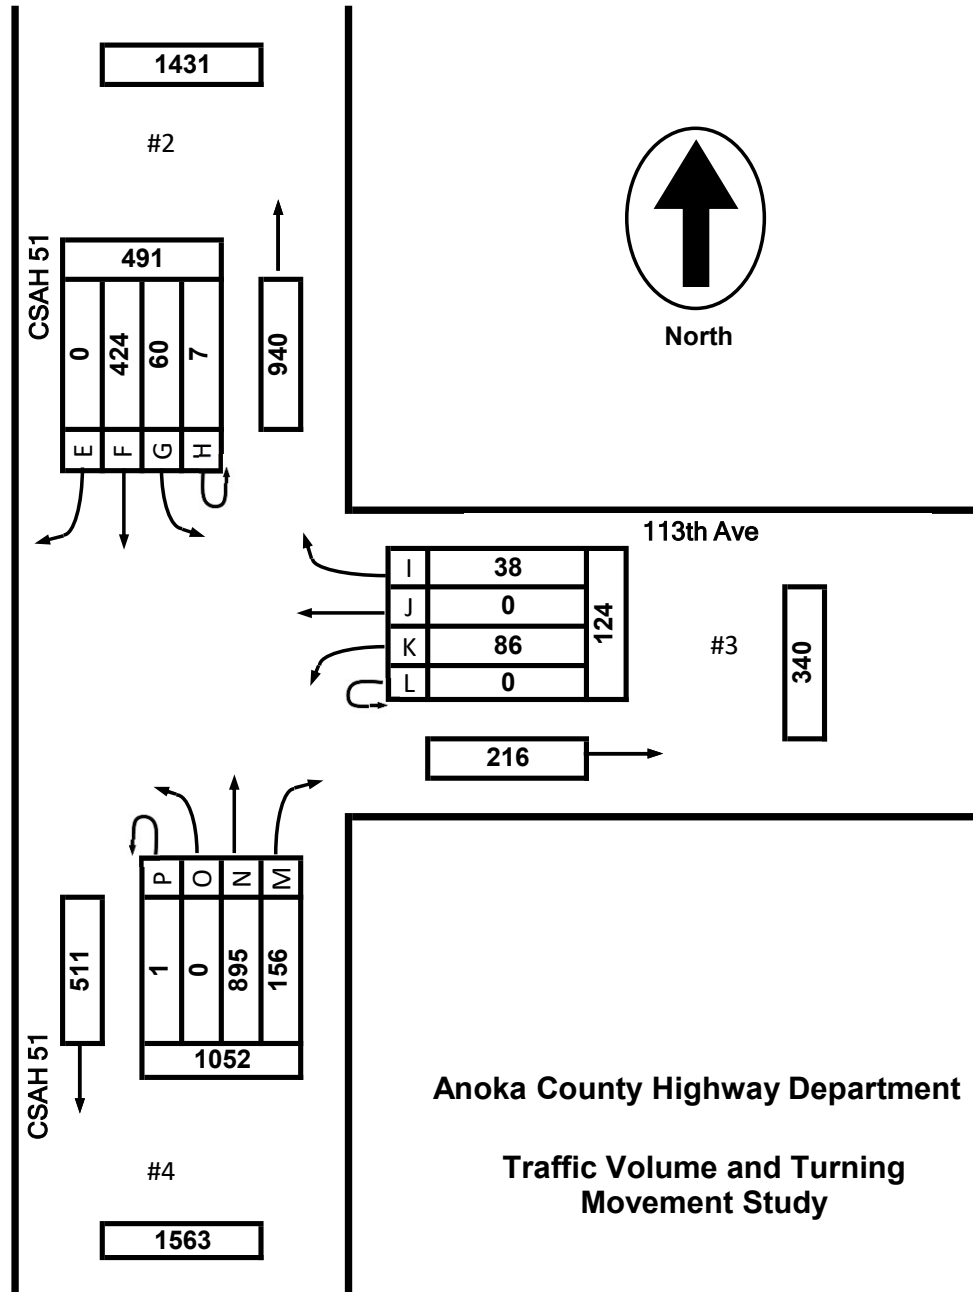 1431
#2
CSAH 51
491
0
424
60
7
E
F
G
H
940
North
113th Ave
I
38
J
0
K
86
L
0
124
#3
340
216
P
O
N
M
1
0
895
156
1052
511
CSAH 51
#4
1563
Anoka County Highway Department
Traffic Volume and Turning
Movement Study